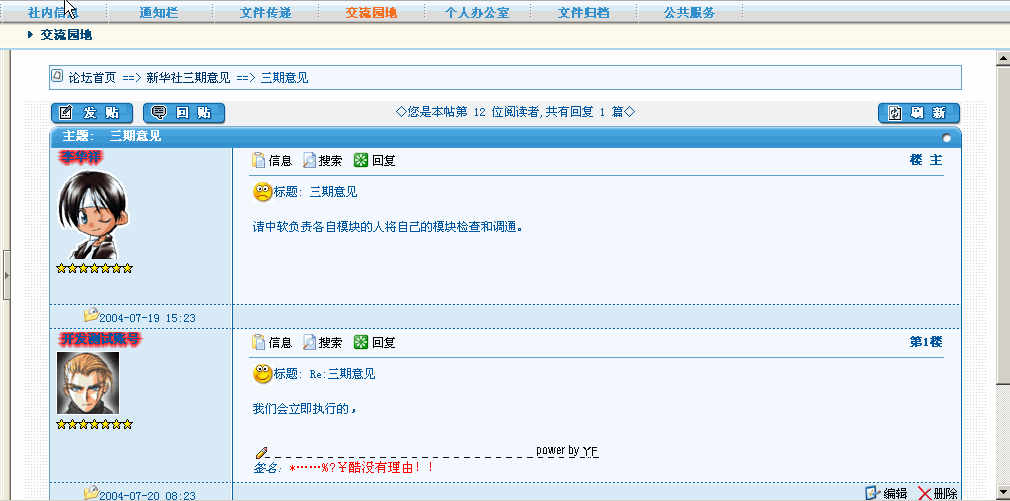 社内信息 通知栏 文件传递 交流园地 个人办公室 文件归档 公共服务
交流园地
论坛首页 ==> 新华社三期意见 ==> 三期意见
发 贴 回 贴 ◇您是本帖第 12 位阅读者,共有回复 1 篇◇ 刷 新
主题: 三期意见
李华祥 信息 搜索 回复 楼 主
标题: 三期意见
请中软负责各自模块的人将自己的模块检查和调通。
2004-07-19 15:23
开发测试账号 信息 搜索 回复 第1楼
标题: Re:三期意见
我们会立即执行的,
power by YF
签名: *……%?Y酷没有理由!!
2004-07-20 08:23 编辑 删除